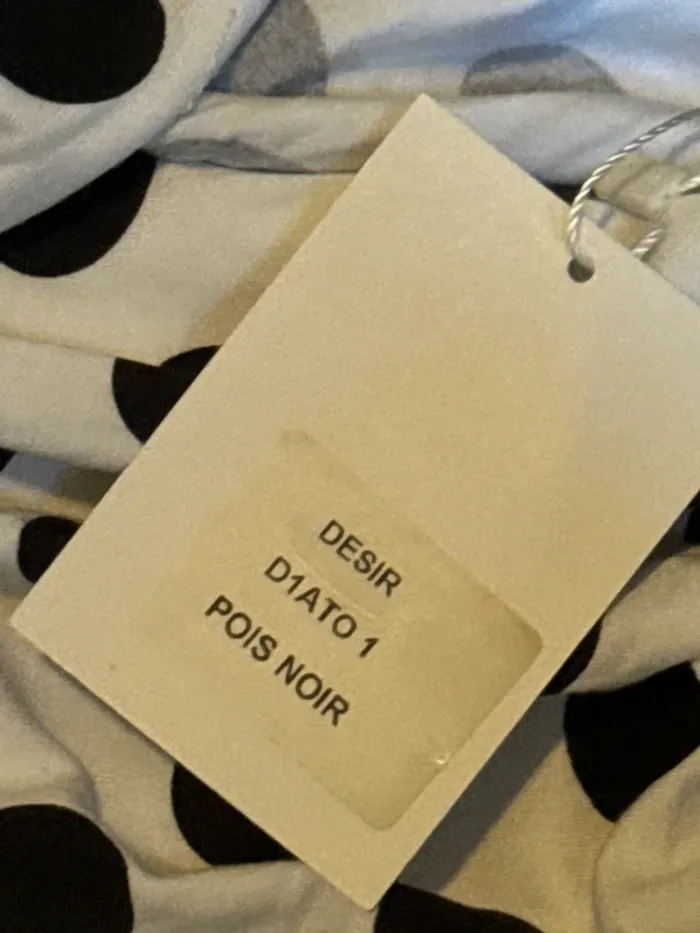 DESIR
D1ATO 1
POIS NOIR